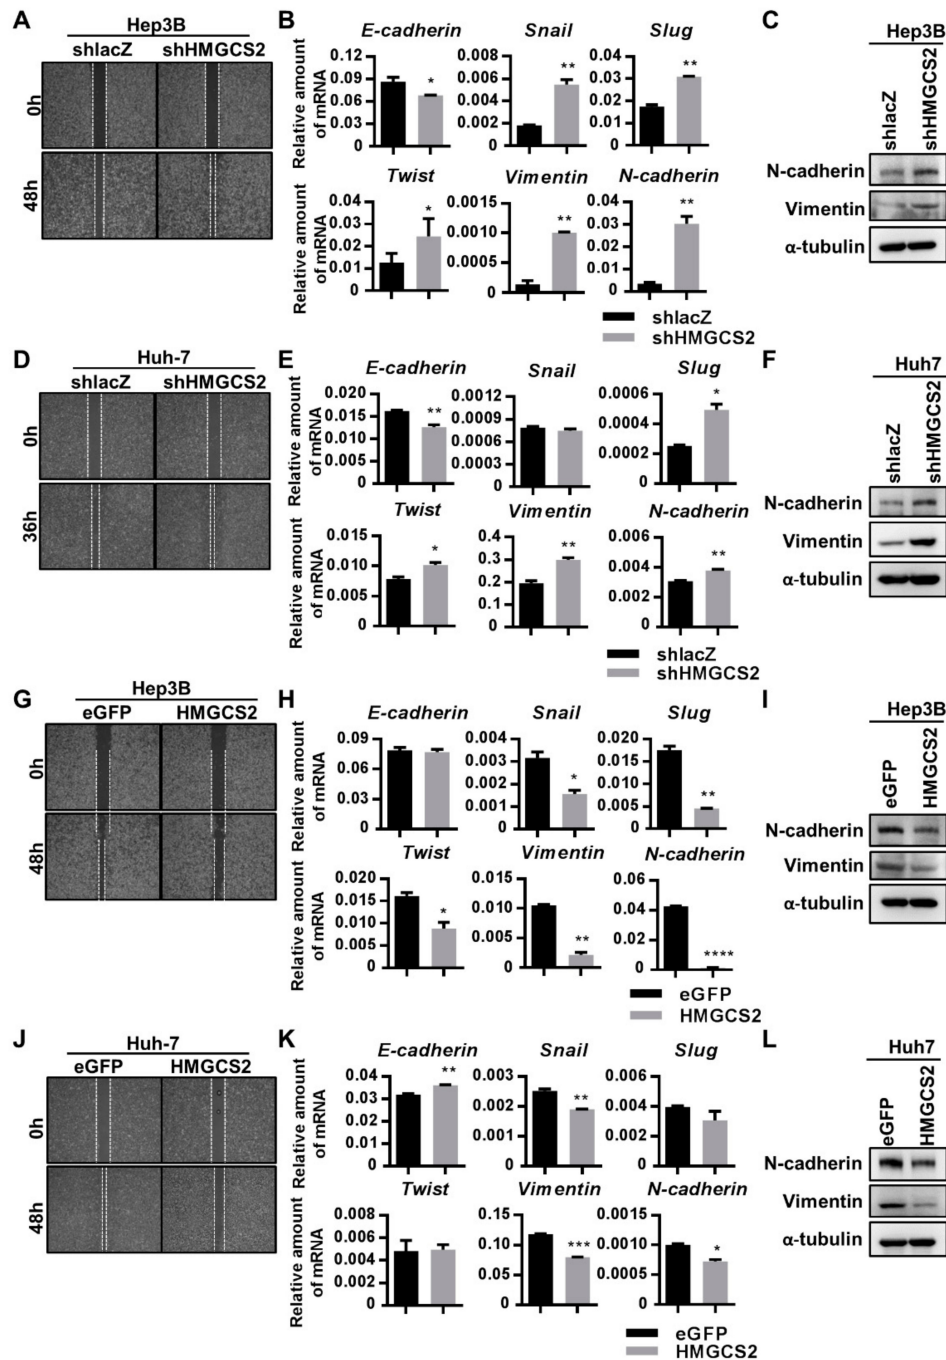 A
Hep3B
shlacZ shHMGCS2
0h
48h
B
Relative amount of mRNA
E-cadherin
0.12
0.09
0.06
0.03
0
*
Snail
0.008
0.006
0.004
0.002
0
**
Slug
0.04
0.03
0.02
0.01
0
**
Relative amount of mRNA
Twist
0.04
0.03
0.02
0.01
0
*
Vimentin
0.0015
0.0010
0.0005
0
**
N-cadherin
0.04
0.03
0.02
0.01
0
**
shlacZ
shHMGCS2
C
Hep3B
shlacZ
shHMGCS2
N-cadherin
Vimentin
α-tubulin
D
Huh-7
shlacZ shHMGCS2
0h
36h
E
Relative amount of mRNA
E-cadherin
0.020
0.015
0.010
0.005
0
**
Snail
0.0012
0.0009
0.0006
0.0003
0
Slug
0.0006
0.0004
0.0002
0
*
Relative amount of mRNA
Twist
0.015
0.010
0.005
0
*
Vimentin
0.4
0.3
0.2
0.1
0
**
N-cadherin
0.006
0.004
0.002
0
**
shlacZ
shHMGCS2
F
Huh7
shlacZ
shHMGCS2
N-cadherin
Vimentin
α-tubulin
G
Hep3B
eGFP HMGCS2
0h
48h
H
Relative amount of mRNA
E-cadherin
0.09
0.06
0.03
0
Snail
0.004
0.003
0.002
0.001
0
*
Slug
0.020
0.015
0.010
0.005
0
**
Relative amount of mRNA
Twist
0.020
0.015
0.010
0.005
0
*
Vimentin
0.015
0.010
0.005
0
**
N-cadherin
0.06
0.04
0.02
0
****
eGFP
HMGCS2
I
Hep3B
eGFP
HMGCS2
N-cadherin
Vimentin
α-tubulin
J
Huh-7
eGFP HMGCS2
0h
48h
K
Relative amount of mRNA
E-cadherin
0.04
0.03
0.02
0.01
0
**
Snail
0.003
0.002
0.001
0
**
Slug
0.006
0.004
0.002
0
Relative amount of mRNA
Twist
0.008
0.006
0.004
0.002
0
Vimentin
0.15
0.10
0.05
0
***
N-cadherin
0.0015
0.0010
0.0005
0
*
eGFP
HMGCS2
L
Huh7
eGFP
HMGCS2
N-cadherin
Vimentin
α-tubulin